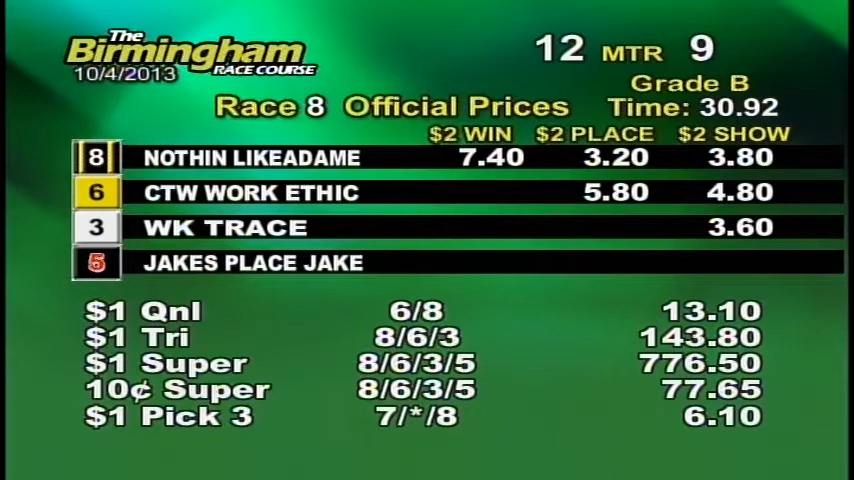 The
Birmingham
RACE COURSE
10/4/2013
12 MTR 9
Grade B
Race 8 Official Prices Time: 30.92
$2 WIN $2 PLACE $2 SHOW
8 NOTHIN LIKEADAME 7.40 3.20 3.80
6 CTW WORK ETHIC 5.80 4.80
3 WK TRACE 3.60
5 JAKES PLACE JAKE
$1 Qnl 6/8 13.10
$1 Tri 8/6/3 143.80
$1 Super 8/6/3/5 776.50
10¢ Super 8/6/3/5 77.65
$1 Pick 3 7/*/8 6.10